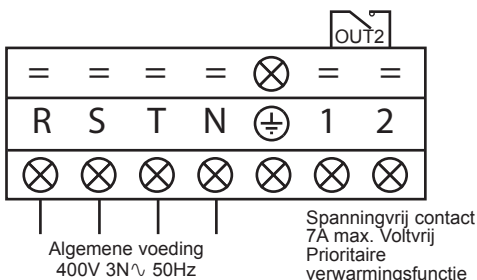 OUT2
= = = = = =
R S T N 1 2
Algemene voeding
400V 3N∿ 50Hz
Spanningvrij contact
7A max. Voltvrij
Prioritaire
verwarmingsfunctie